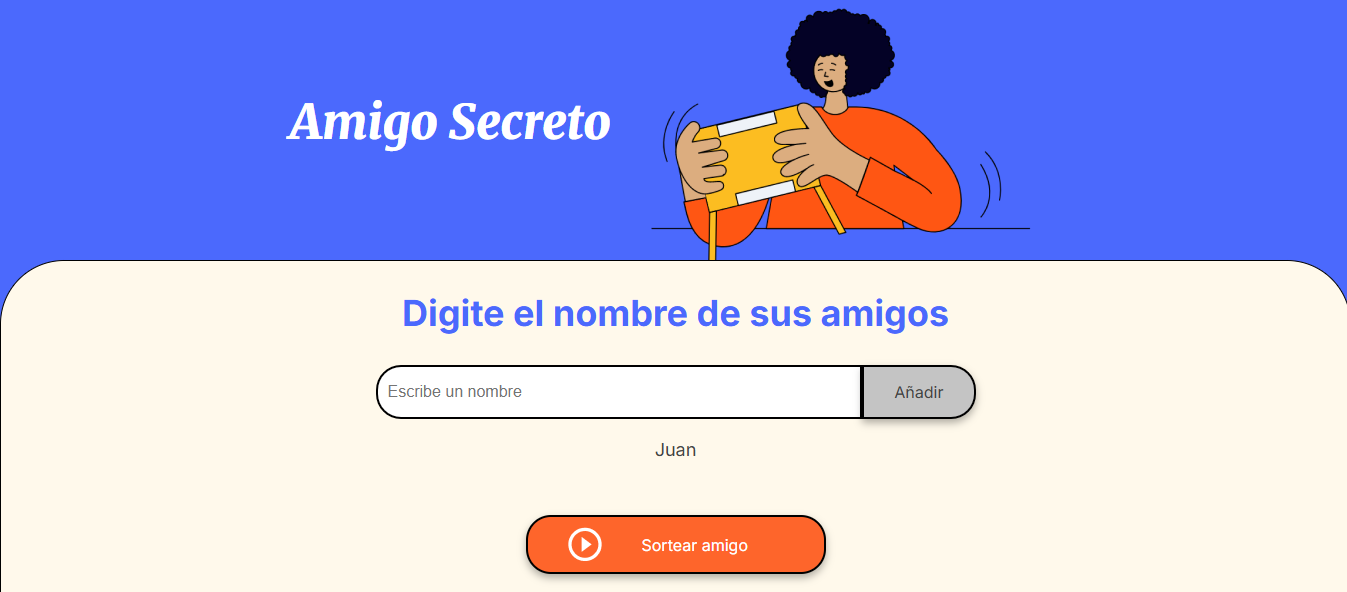 Amigo Secreto
Digite el nombre de sus amigos
Escribe un nombre
Añadir
Juan
Sortear amigo